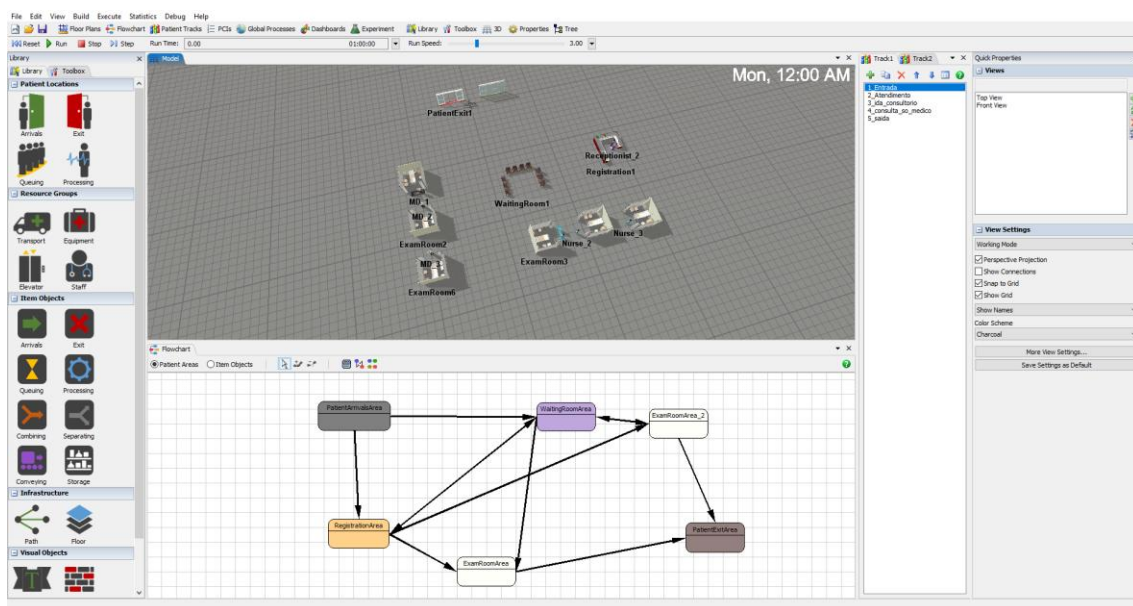 File Edit View Build Execute Statistics Debug Help
Floor Plans Flowchart Patient Tracks PCIs Global Processes Dashboards Experiment Library Toolbox 3D Properties Tree
Reset Run Stop Step Run Time: 0.00 01:00:00 Run Speed: 3.00
Library
Library Toolbox
Patient Locations
Arrivals Exit
Queuing Processing
Resource Groups
Transport Equipment
Elevator Staff
Item Objects
Arrivals Exit
Queuing Processing
Combining Separating
Conveying Storage
Infrastructure
Path Floor
Visual Objects
T
Model
Mon, 12:00 AM
PatientExit1
Receptionist_2
Registration1
WaitingRoom1
MD_1
MD_2
ExamRoom2
MD_3
ExamRoom6
Nurse_2
Nurse_3
ExamRoom3
Flowchart
Patient Areas Item Objects
PatientArrivalsArea
WaitingRoomArea
ExamRoomArea_2
RegistrationArea
PatientExitArea
ExamRoomArea
Track1 Track2
1_Entrada
2_Atendimento
3_ida_consultorio
4_consulta_so_medico
5_saida
Quick Properties
Views
Top View
Front View
View Settings
Working Mode
Perspective Projection
Show Connections
Snap to Grid
Show Grid
Show Names
Color Scheme
Charcoal
More View Settings...
Save Settings as Default